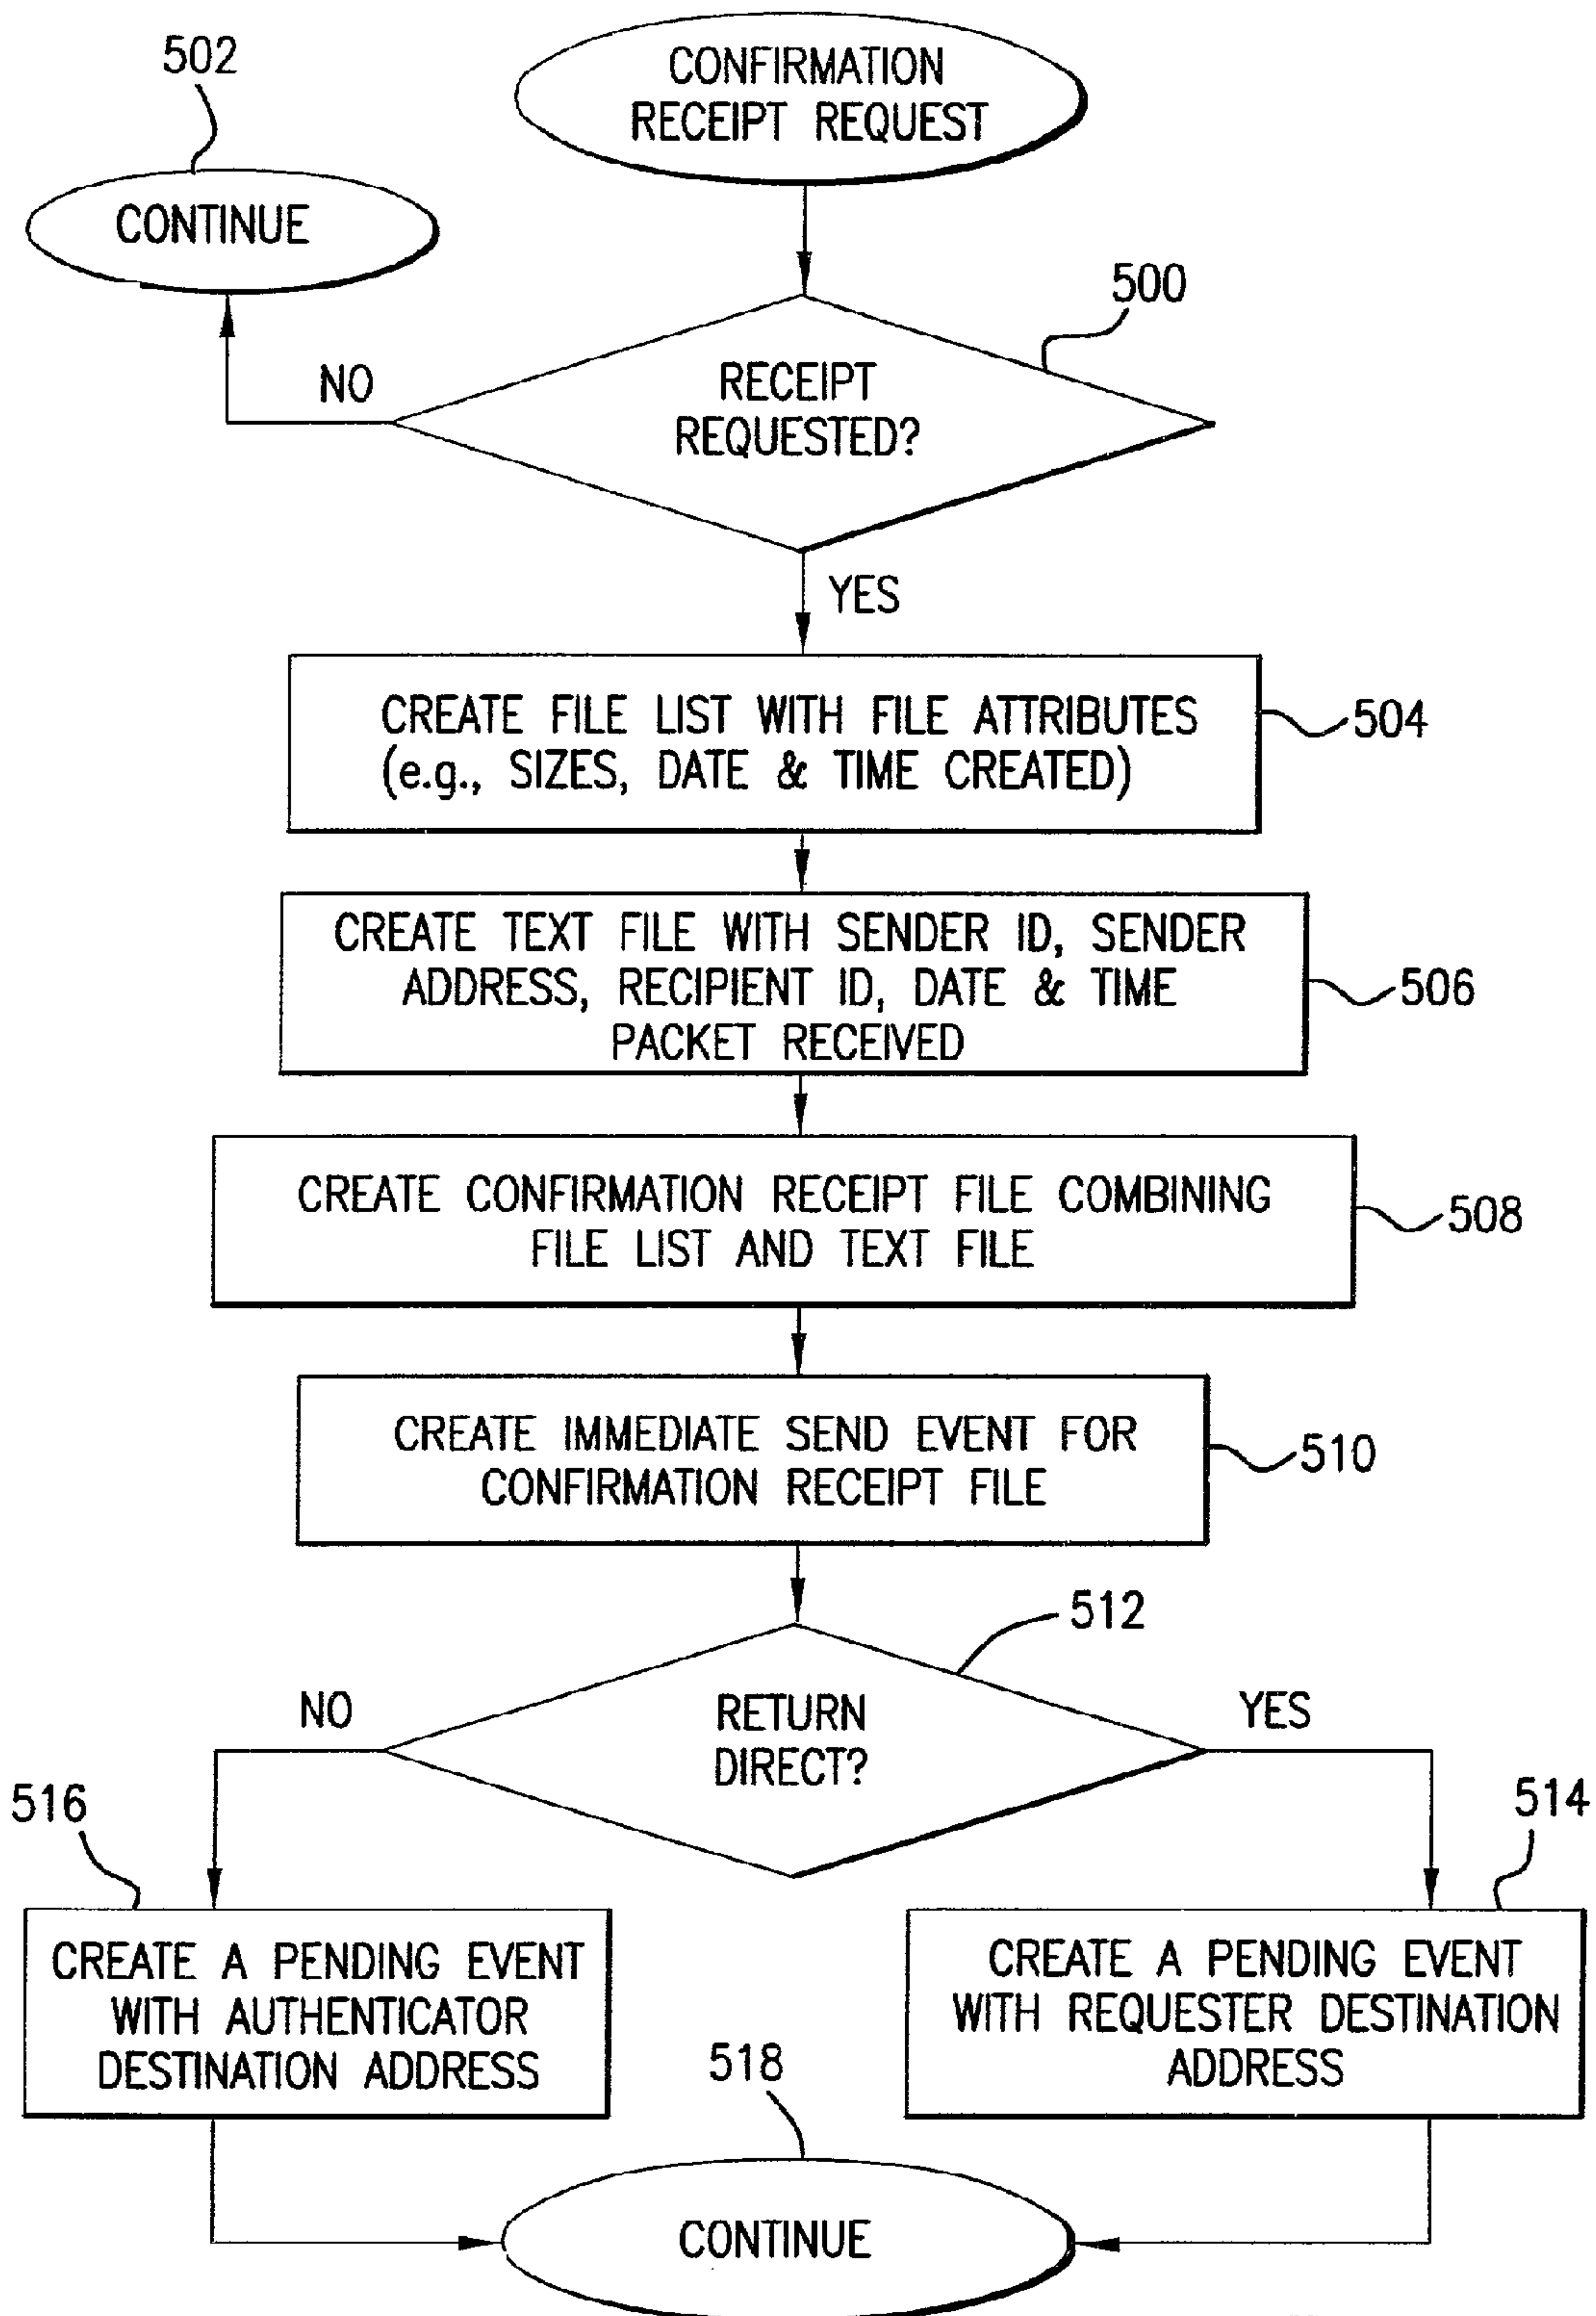 CONFIRMATION
RECEIPT REQUEST
502
CONTINUE
500
RECEIPT
REQUESTED?
NO
YES
CREATE FILE LIST WITH FILE ATTRIBUTES
(e.g., SIZES, DATE & TIME CREATED)
504
CREATE TEXT FILE WITH SENDER ID, SENDER
ADDRESS, RECIPIENT ID, DATE & TIME
PACKET RECEIVED
506
CREATE CONFIRMATION RECEIPT FILE COMBINING
FILE LIST AND TEXT FILE
508
CREATE IMMEDIATE SEND EVENT FOR
CONFIRMATION RECEIPT FILE
510
512
RETURN
DIRECT?
NO
YES
516
CREATE A PENDING EVENT
WITH AUTHENTICATOR
DESTINATION ADDRESS
514
CREATE A PENDING EVENT
WITH REQUESTER DESTINATION
ADDRESS
518
CONTINUE